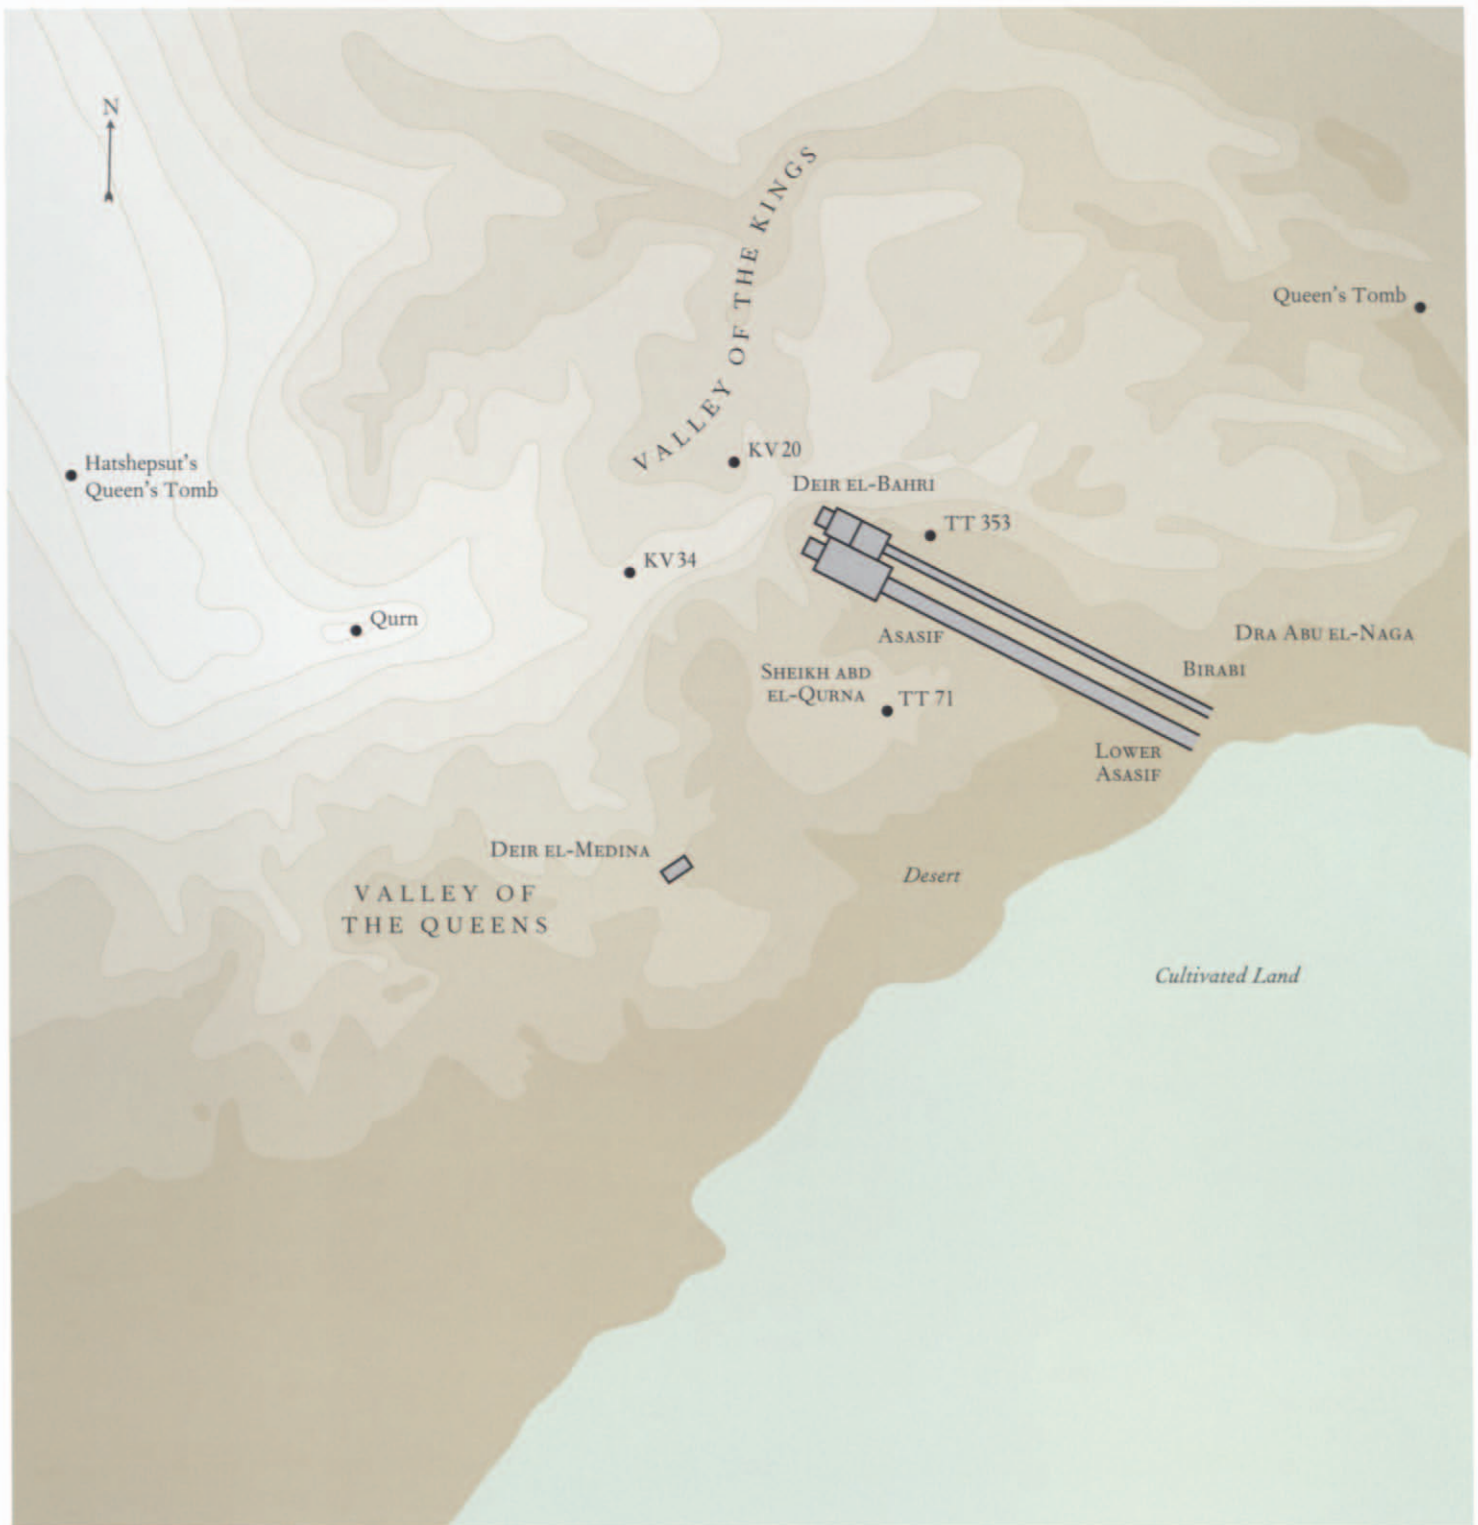 N
VALLEY OF THE KINGS
Queen's Tomb
Hatshepsut's
Queen's Tomb
KV20
DEIR EL-BAHRI
TT 353
KV34
Qurn
ASASIF
DRA ABU EL-NAGA
BIRABI
SHEIKH ABD
EL-QURNA
TT 71
LOWER
ASASIF
DEIR EL-MEDINA
VALLEY OF
THE QUEENS
Desert
Cultivated Land